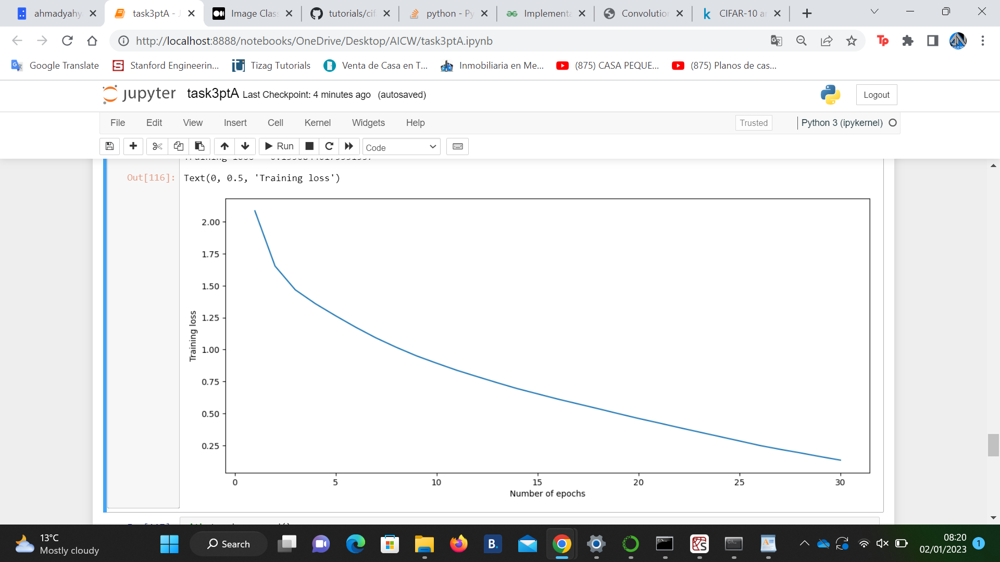 ahmadyahy
task3ptA - J
Image Clas
tutorials/cif
python - Py
Implementa
Convolution
CIFAR-10 a
http://localhost:8888/notebooks/OneDrive/Desktop/AICW/task3ptA.ipynb
Google Translate
Stanford Engineerin...
Tizag Tutorials
Venta de Casa en T...
Inmobiliaria en Me...
(875) CASA PEQUE...
(875) Planos de cas...
jupyter task3ptA Last Checkpoint: 4 minutes ago (autosaved)
Logout
File Edit View Insert Cell Kernel Widgets Help
Trusted
Python 3 (ipykernel)
Run
Code
Out[116]: Text(0, 0.5, 'Training loss')
2.00
1.75
1.50
1.25
1.00
0.75
0.50
0.25
Training loss
0 5 10 15 20 25 30
Number of epochs
13°C
Mostly cloudy
Search
B.
08:20
02/01/2023
1